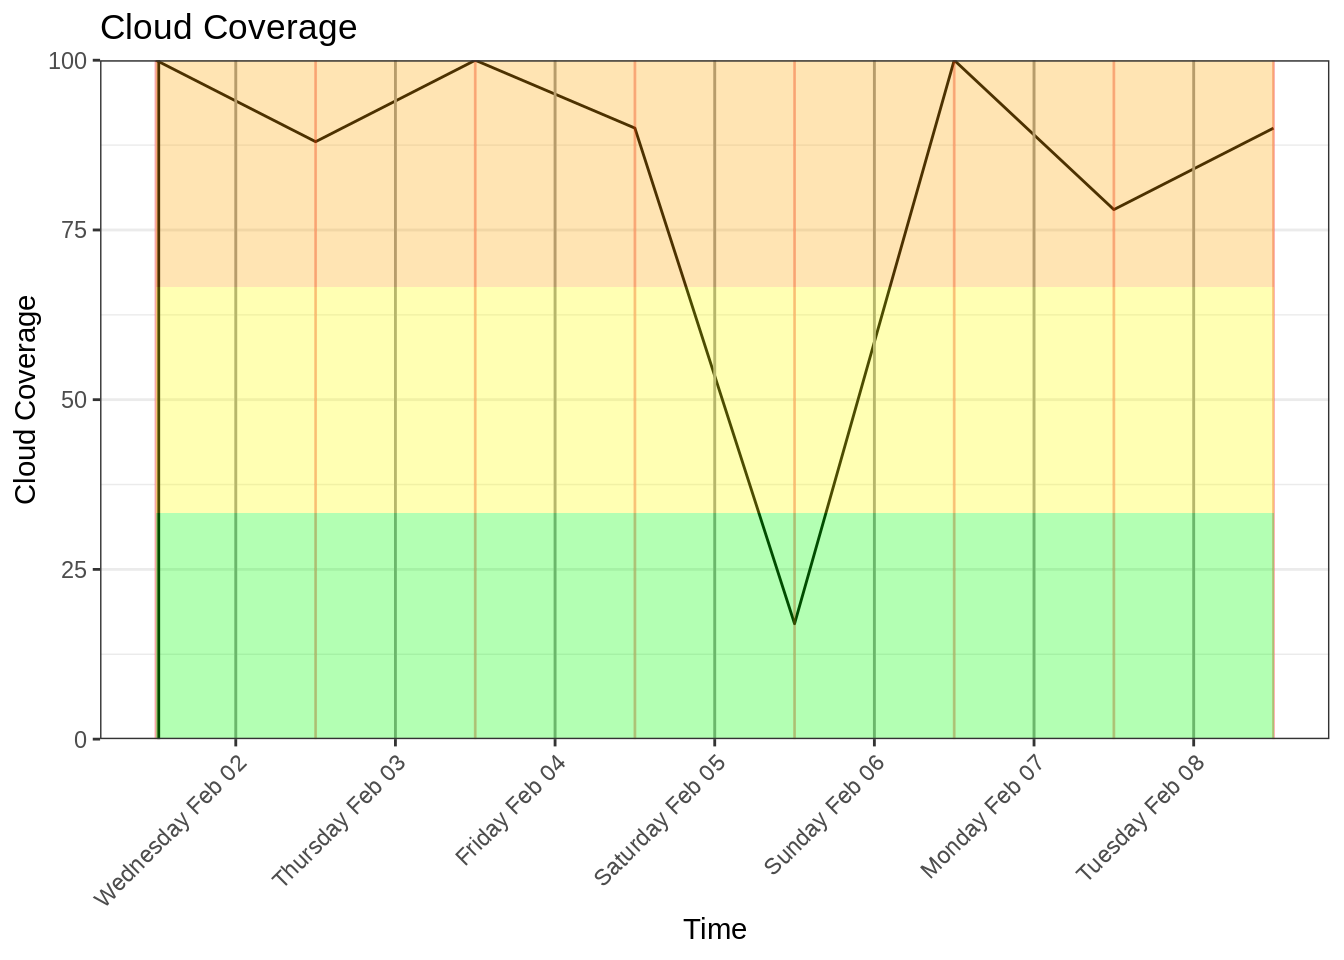 Cloud Coverage
100
75
50
25
0
Cloud Coverage
Wednesday Feb 02
Thursday Feb 03
Friday Feb 04
Saturday Feb 05
Sunday Feb 06
Monday Feb 07
Tuesday Feb 08
Time